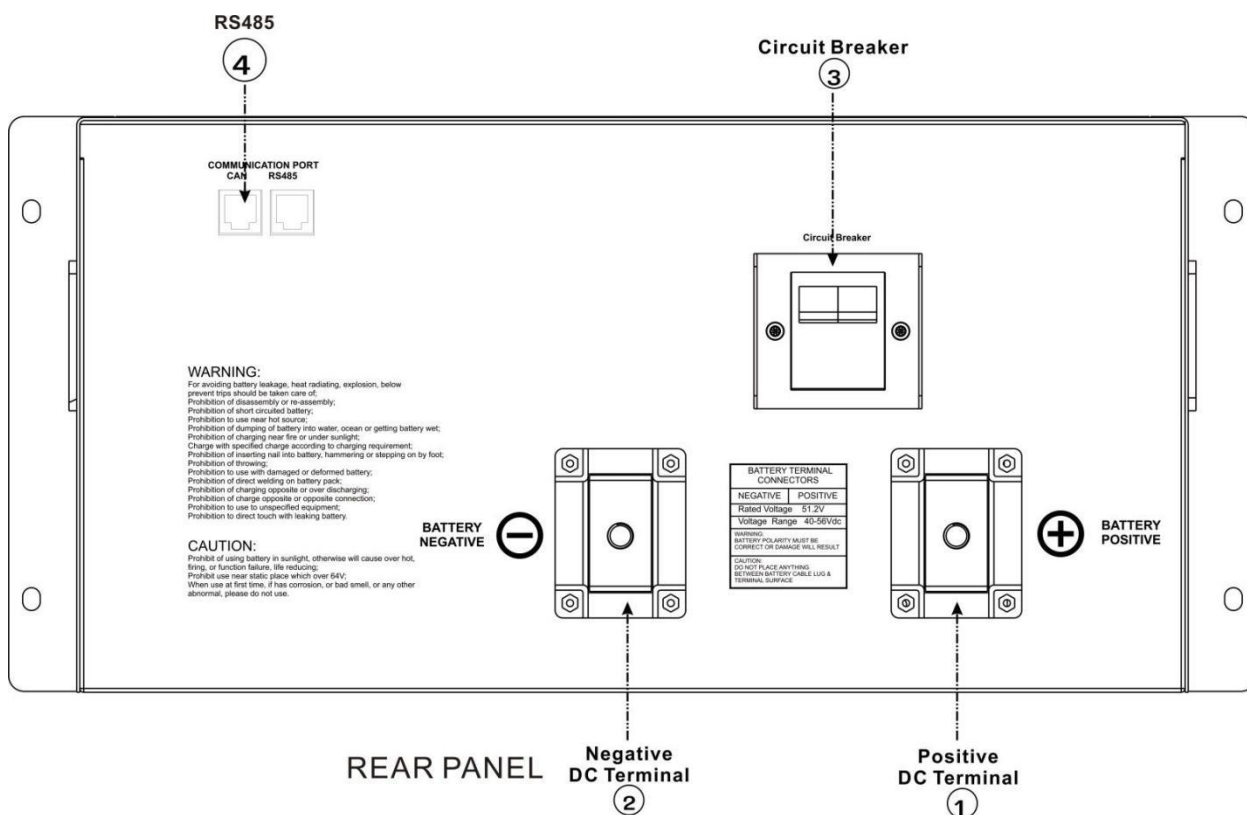 RS485
4
Circuit Breaker
3
COMMUNICATION PORT
CAN RS485
Circuit Breaker
WARNING:
For avoiding battery leakage, heat radiating, explosion, below
prevent trips should be taken care of;
Prohibition of disassembly or re-assembly;
Prohibition of short circuited battery;
Prohibition to use near hot source;
Prohibition of dumping of battery into water, ocean or getting battery wet;
Prohibition of charging near fire or under sunlight;
Charge with specified charge according to charging requirement;
Prohibition of inserting nail into battery, hammering or stepping on by foot;
Prohibition of throwing;
Prohibition to use with damaged or deformed battery;
Prohibition of direct welding on battery pack;
Prohibition of charging opposite or over discharging;
Prohibition of charge opposite or opposite connection;
Prohibition to use to unspecified equipment;
Prohibition to direct touch with leaking battery.
CAUTION:
Prohibit of using battery in sunlight, otherwise will cause over hot,
firing, or function failure, life reducing;
Prohibit use near static place which over 64V;
When use at first time, if has corrosion, or bad smell, or any other
abnormal, please do not use.
BATTERY
NEGATIVE
BATTERY TERMINAL
CONNECTORS
NEGATIVE POSITIVE
Rated Voltage 51.2V
Voltage Range 40-56Vdc
WARNING:
BATTERY POLARITY MUST BE
CORRECT OR DAMAGE WILL RESULT
CAUTION:
DO NOT PLACE ANYTHING
BETWEEN BATTERY CABLE LUG &
TERMINAL SURFACE
BATTERY
POSITIVE
REAR PANEL
Negative
DC Terminal
2
Positive
DC Terminal
1